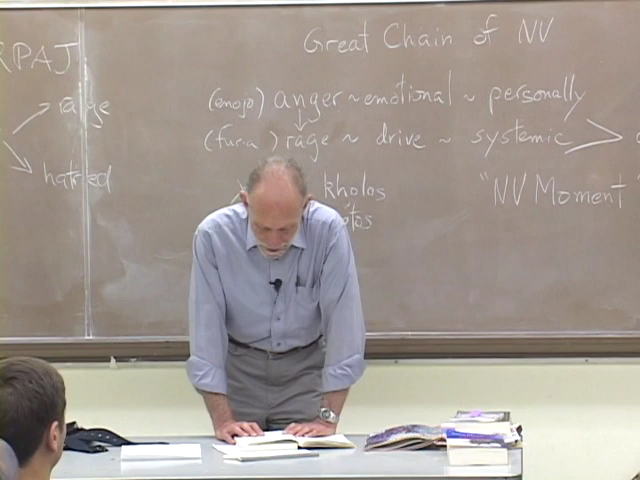 Great Chain of NV
RPAJ
rage
hatred
(enojo) anger ~ emotional ~ personally
(furia) rage ~ drive ~ systemic >
kholos
"NV Moment"